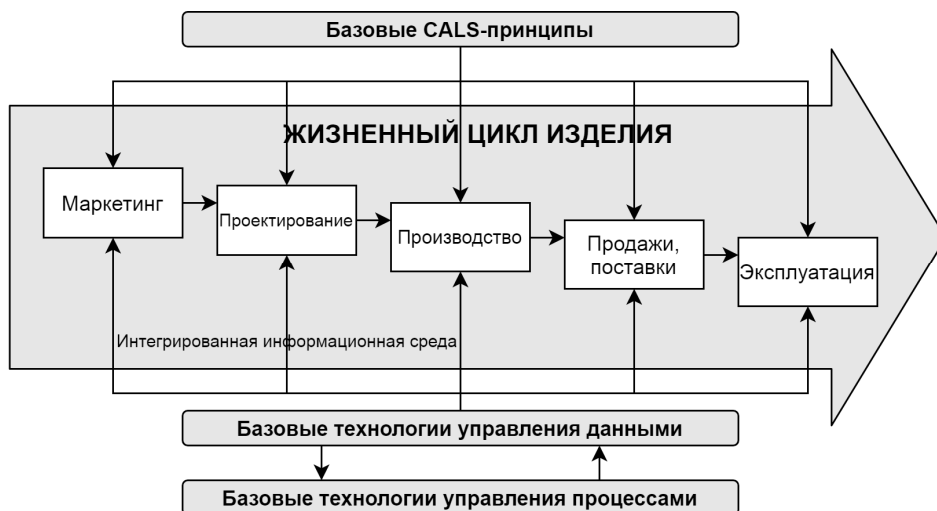 Базовые CALS-принципы
ЖИЗНЕННЫЙ ЦИКЛ ИЗДЕЛИЯ
Маркетинг
Проектирование
Производство
Продажи,
поставки
Эксплуатация
Интегрированная информационная среда
Базовые технологии управления данными
Базовые технологии управления процессами